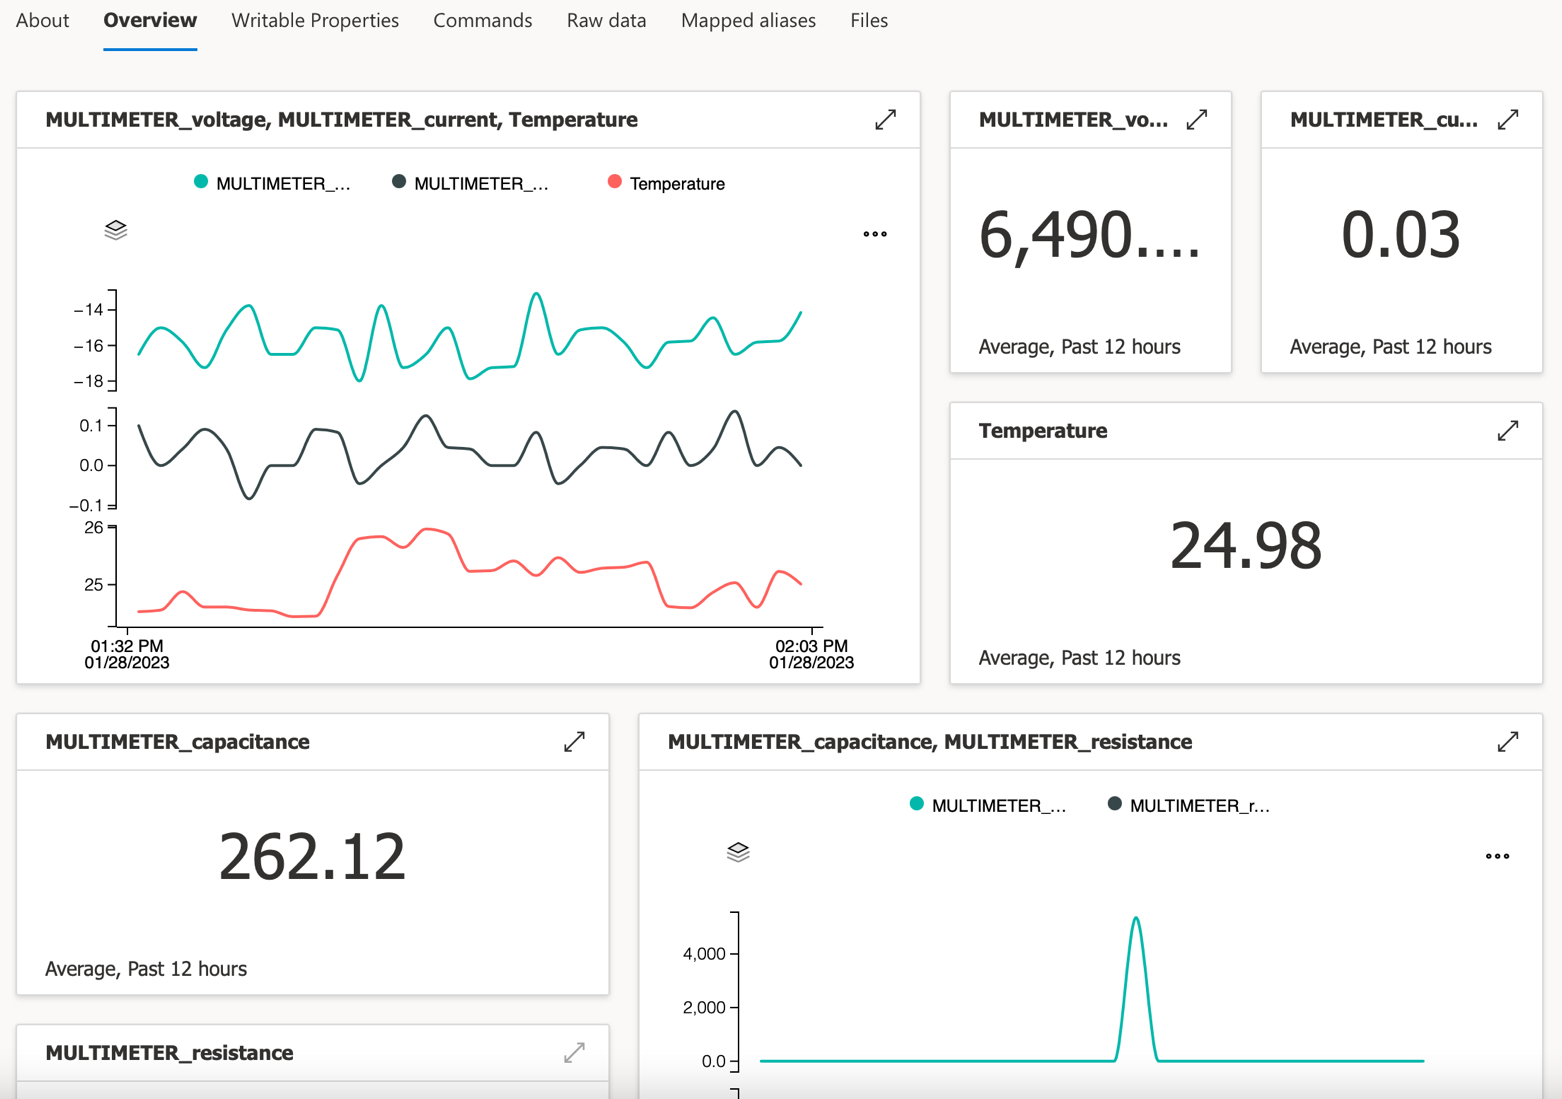 About Overview Writable Properties Commands Raw data Mapped aliases Files
MULTIMETER_voltage, MULTIMETER_current, Temperature
MULTIMETER_... MULTIMETER_... Temperature
−14
−16
−18
0.1
0.0
−0.1
26
25
01:32 PM
01/28/2023
02:03 PM
01/28/2023
MULTIMETER_vo...
6,490....
Average, Past 12 hours
MULTIMETER_cu...
0.03
Average, Past 12 hours
Temperature
24.98
Average, Past 12 hours
MULTIMETER_capacitance
262.12
Average, Past 12 hours
MULTIMETER_capacitance, MULTIMETER_resistance
MULTIMETER_... MULTIMETER_r...
4,000
2,000
0.0
MULTIMETER_resistance